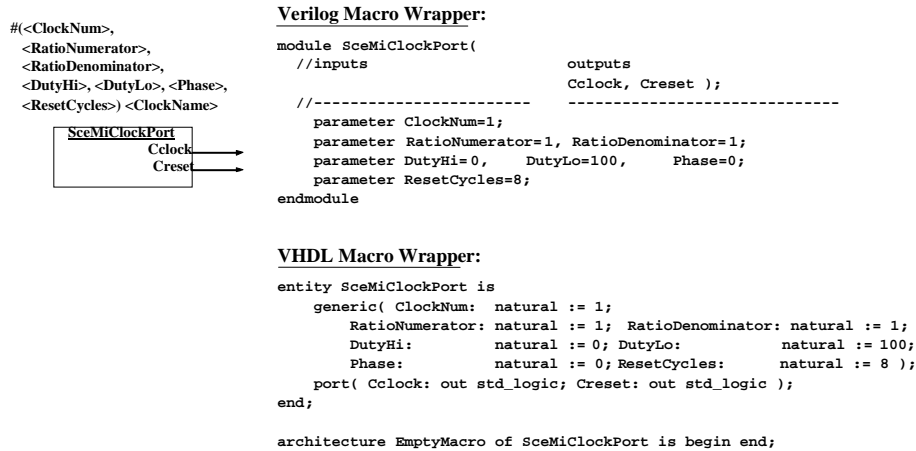 #(<ClockNum>,
<RatioNumerator>,
<RatioDenominator>,
<DutyHi>, <DutyLo>, <Phase>,
<ResetCycles>) <ClockName>
SceMiClockPort
Cclock
Creset
Verilog Macro Wrapper:
module SceMiClockPort(
//inputs outputs
Cclock, Creset );
//------------------------ ------------------------------
parameter ClockNum=1;
parameter RatioNumerator=1, RatioDenominator=1;
parameter DutyHi=0, DutyLo=100, Phase=0;
parameter ResetCycles=8;
endmodule
VHDL Macro Wrapper:
entity SceMiClockPort is
generic( ClockNum: natural := 1;
RatioNumerator: natural := 1; RatioDenominator: natural := 1;
DutyHi: natural := 0; DutyLo: natural := 100;
Phase: natural := 0; ResetCycles: natural := 8 );
port( Cclock: out std_logic; Creset: out std_logic );
end;
architecture EmptyMacro of SceMiClockPort is begin end;